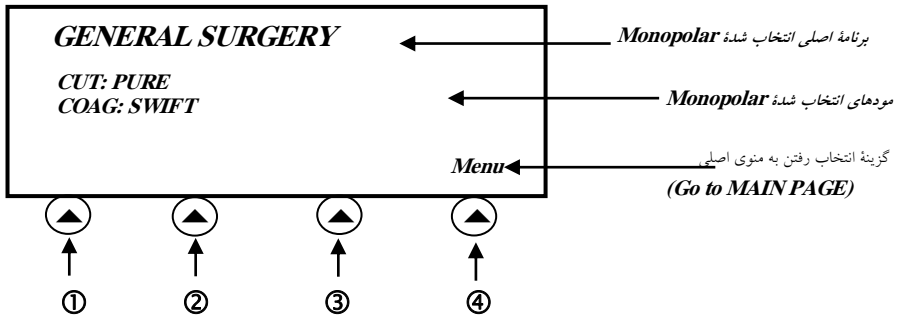 GENERAL SURGERY
برنامهٔ اصلی انتخاب شدهٔ Monopolar
CUT: PURE
COAG: SWIFT
مودهای انتخاب شدهٔ Monopolar
Menu
گزینهٔ انتخاب رفتن به منوی اصلی
(Go to MAIN PAGE)
① ② ③ ④